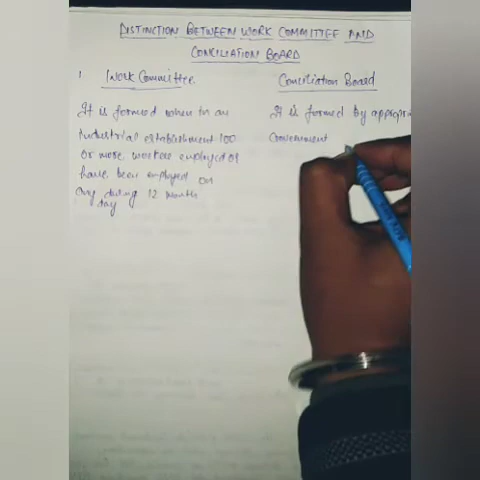 DISTINCTION BETWEEN WORK COMMITTEE AND
CONCILIATION BOARD
1 Work Committee
It is formed when in an
Industrial establishment 100
or more workers employed or
have been employed on
any during 12 months
day
Conciliation Board
It is formed by appropri
Government